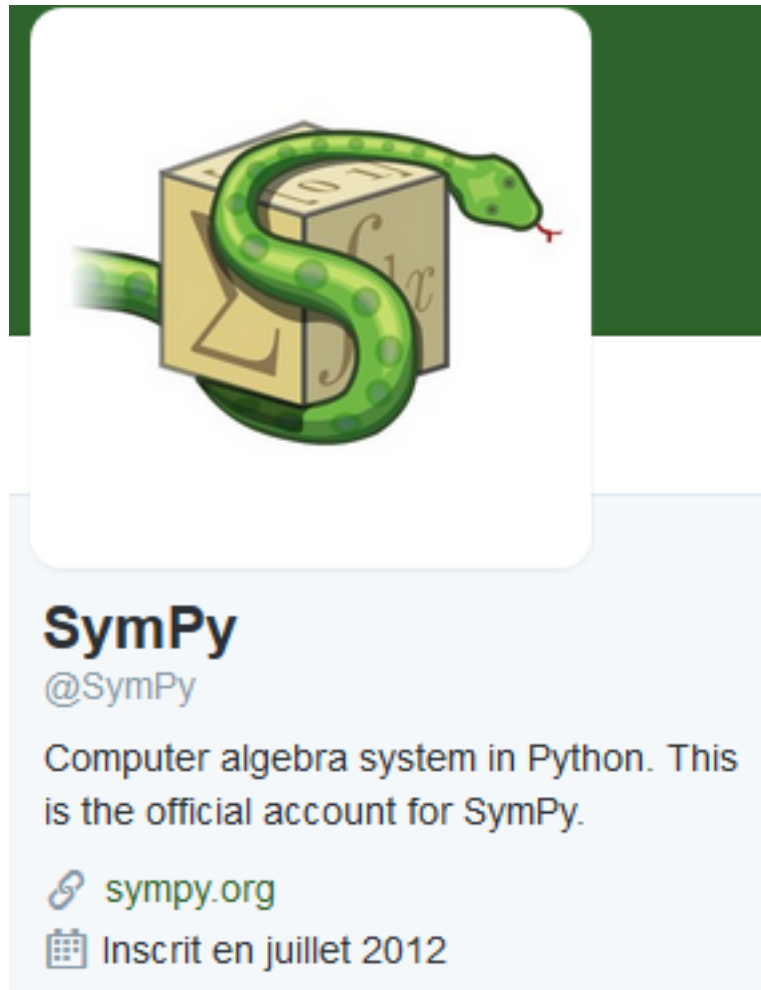 Σ
∫ dx
SymPy
@SymPy
Computer algebra system in Python. This
is the official account for SymPy.
sympy.org
Inscrit en juillet 2012